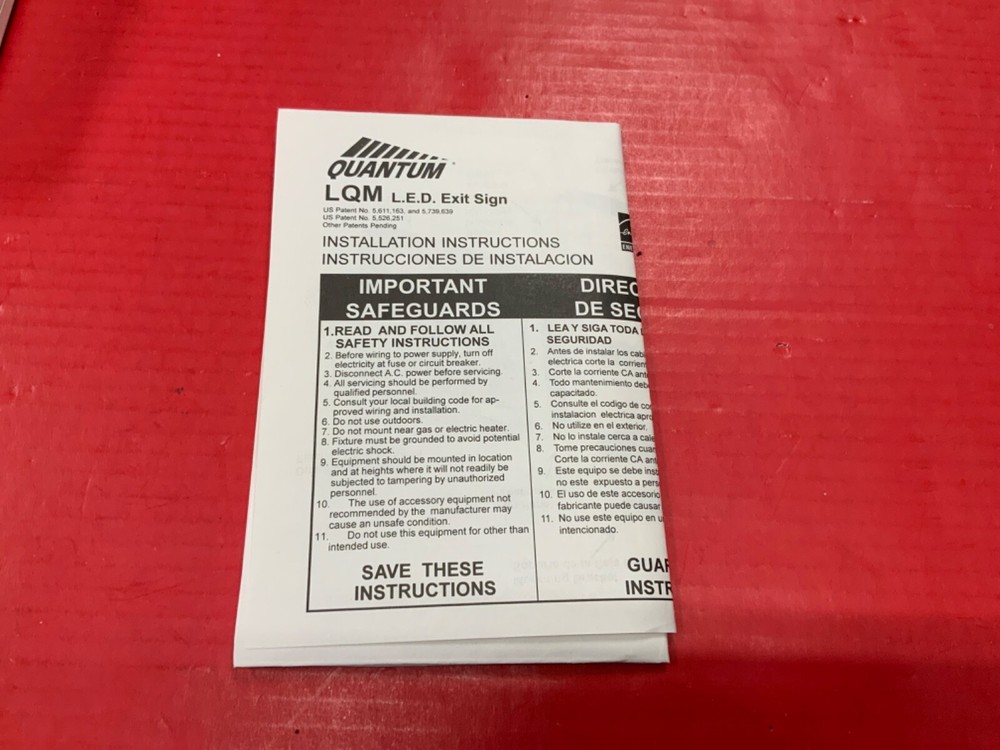 QUANTUM
LQM L.E.D. Exit Sign
US Patent No. 5,611,163, and 5,739,639
US Patent No. 5,526,251
Other Patents Pending
INSTALLATION INSTRUCTIONS
INSTRUCCIONES DE INSTALACION
IMPORTANT
SAFEGUARDS
1.READ AND FOLLOW ALL
SAFETY INSTRUCTIONS
2. Before wiring to power supply, turn off
electricity at fuse or circuit breaker.
3. Disconnect A.C. power before servicing.
4. All servicing should be performed by
qualified personnel.
5. Consult your local building code for ap-
proved wiring and installation.
6. Do not use outdoors.
7. Do not mount near gas or electric heater.
8. Fixture must be grounded to avoid potential
electric shock.
9. Equipment should be mounted in location
and at heights where it will not readily be
subjected to tampering by unauthorized
personnel.
10. The use of accessory equipment not
recommended by the manufacturer may
cause an unsafe condition.
11. Do not use this equipment for other than
intended use.
SAVE THESE
INSTRUCTIONS
DIREC
DE SEG
1. LEA Y SIGA TODA
SEGURIDAD
2. Antes de instalar los cab
electrica corte la corrien
3. Corte la corriente CA ant
4. Todo mantenimiento deb
capacitado.
5. Consulte el codigo de con
instalacion electrica apro
6. No utilize en el exterior.
7. No lo instale cerca a cale
8. Tome precauciones cuan
Corte la corriente CA ant
9. Este equipo se debe inst
no este expuesto a pers
10. El uso de este accesorio
fabricante puede causar
11. No use este equipo en u
intencionado.
GUAR
INSTR